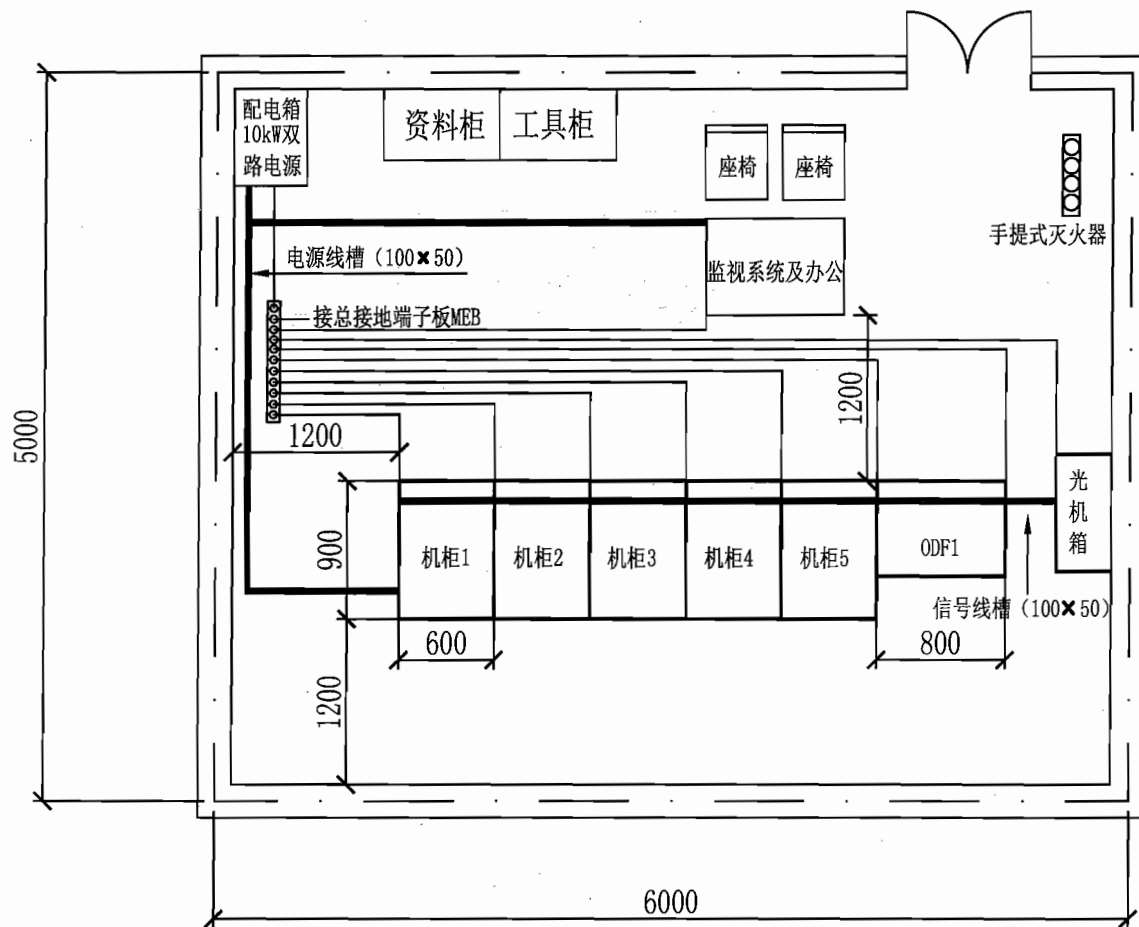 配电箱
10kW双
路电源
资料柜
工具柜
座椅
座椅
手提式灭火器
电源线槽（100×50）
监视系统及办公
接总接地端子板MEB
1200
1200
5000
光
机
箱
900
机柜1
机柜2
机柜3
机柜4
机柜5
ODF1
信号线槽（100×50）
600
800
1200
6000